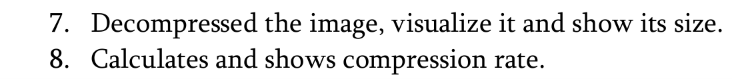 7. Decompressed the image, visualize it and show its size.
8. Calculates and shows compression rate.